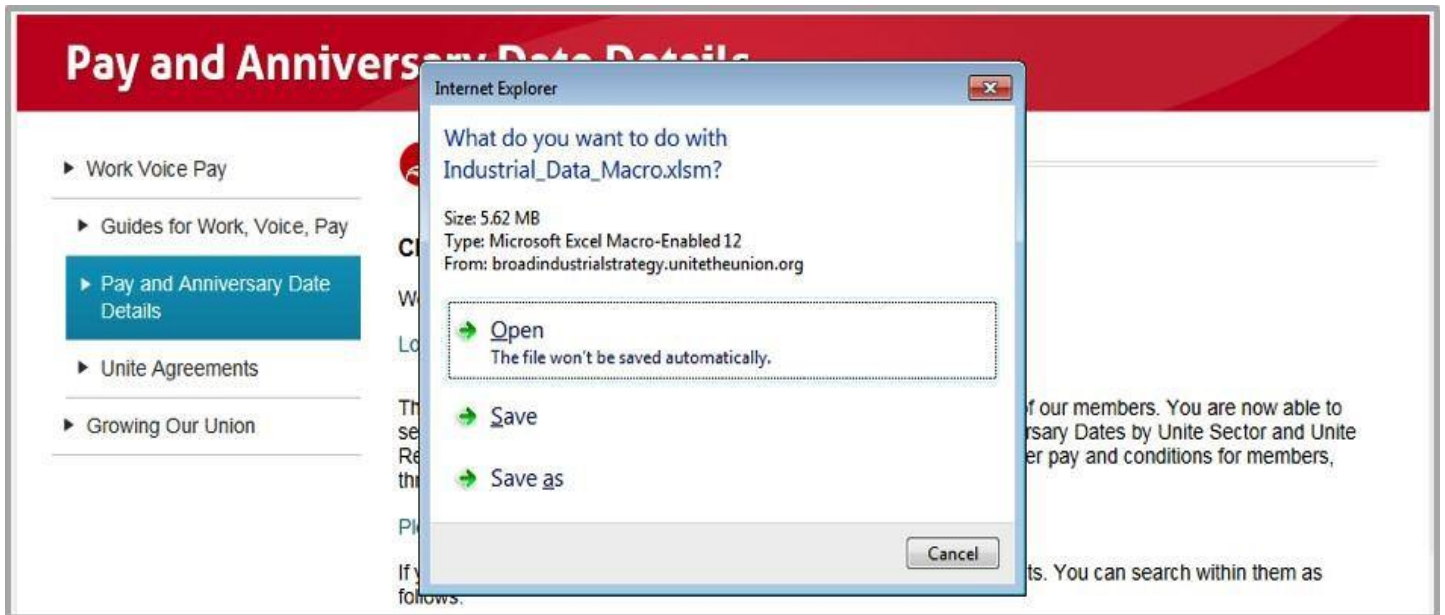 Pay and Annivers
Internet Explorer
What do you want to do with
Industrial_Data_Macro.xlsm?
Size: 5.62 MB
Type: Microsoft Excel Macro-Enabled 12
From: broadindustrialstrategy.unitetheunion.org
Open
The file won't be saved automatically.
Save
Save as
Cancel
Work Voice Pay
Guides for Work, Voice, Pay
Pay and Anniversary Date
Details
Unite Agreements
Growing Our Union
f our members. You are now able to
rsary Dates by Unite Sector and Unite
er pay and conditions for members,
ts. You can search within them as
follows: